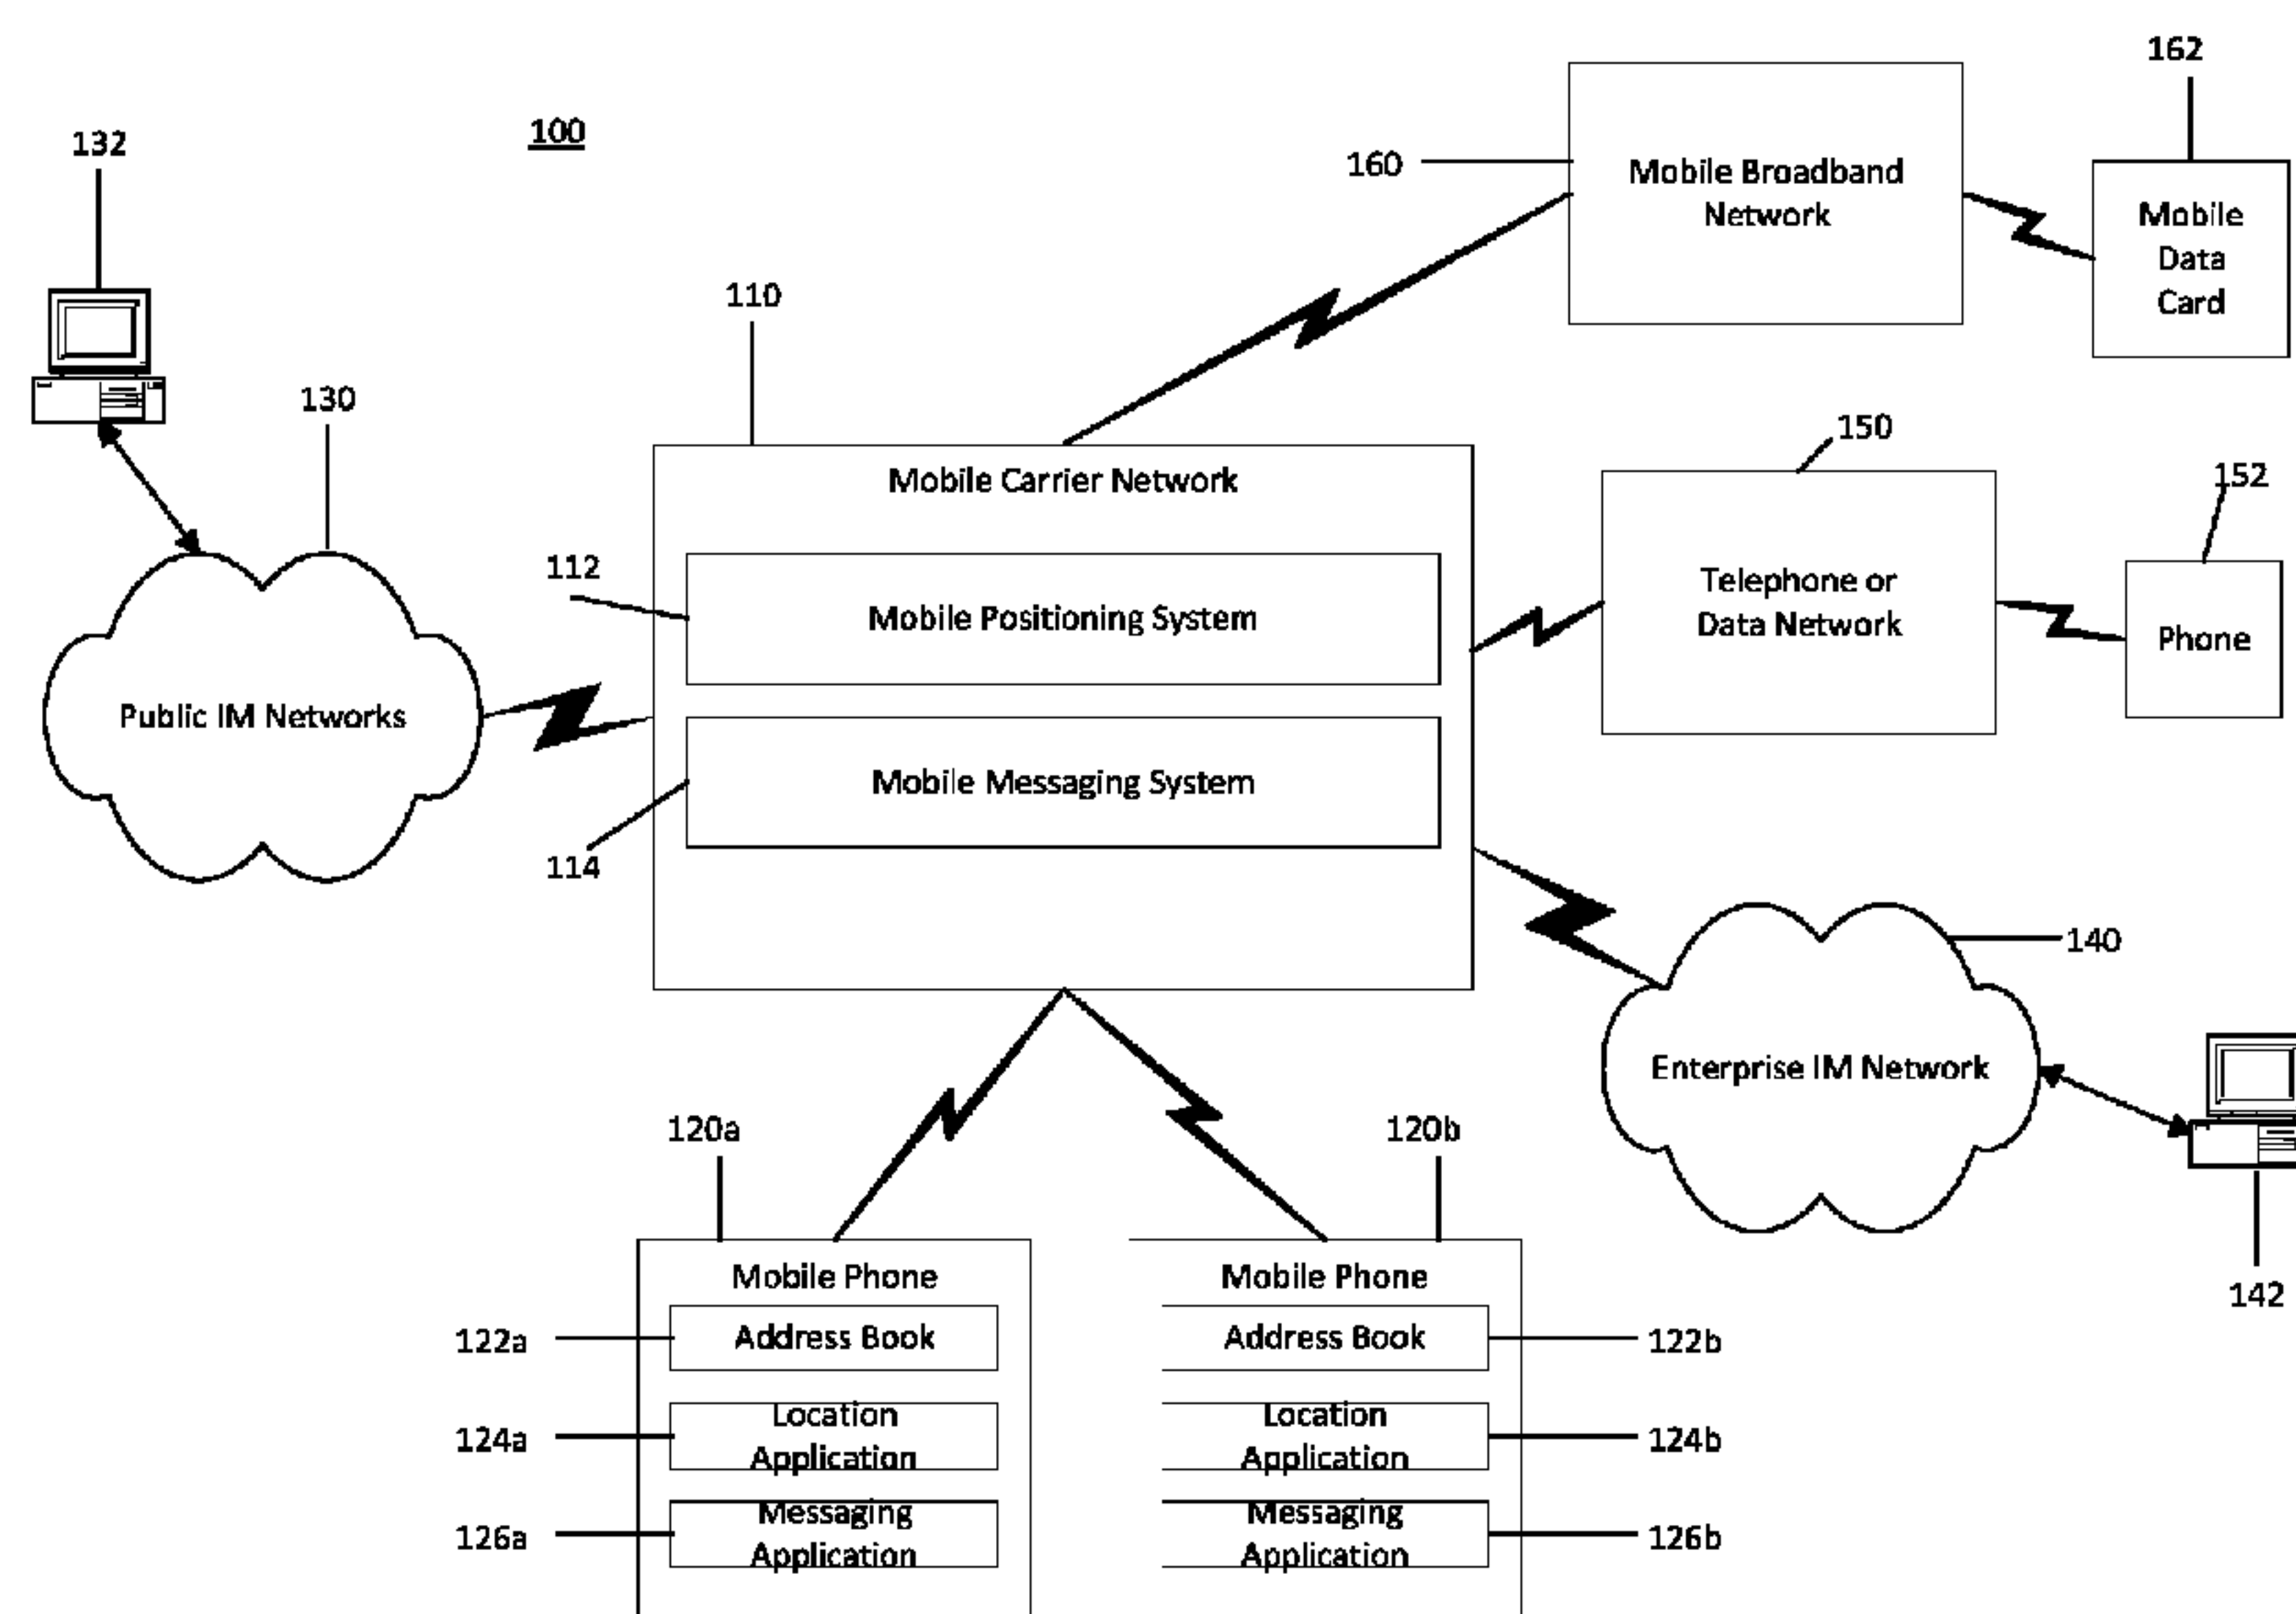 162
100
132
160
Mobile Broadband
Network
Mobile
Data
Card
110
130
150
152
Mobile Carrier Network
112
Mobile Positioning System
Telephone or
Data Network
Phone
Public IM Networks
Mobile Messaging System
114
140
Enterprise IM Network
120a
120b
142
Mobile Phone
Address Book
122a
Location
Application
124a
Messaging
Application
126a
Mobile Phone
Address Book
122b
Location
Application
124b
Messaging
Application
126b